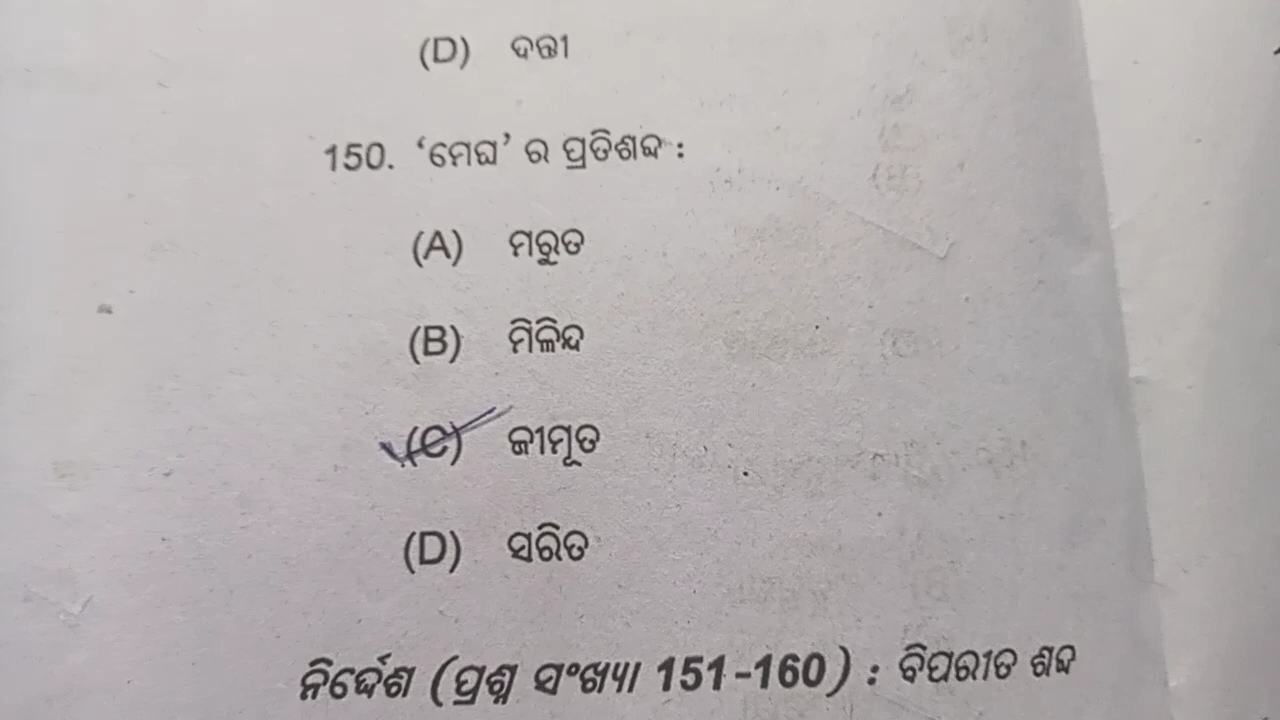 (D) ଦନ୍ତୀ
150. ‘ମେଘ’ ର ପ୍ରତିଶବ୍ଦ :
(A) ମରୁତ
(B) ମିଳିନ୍ଦ
(C) ଜୀମୂତ
(D) ସରିତ
ନିର୍ଦ୍ଦେଶ (ପ୍ରଶ୍ନ ସଂଖ୍ୟା 151-160) : ବିପରୀତ ଶବ୍ଦ